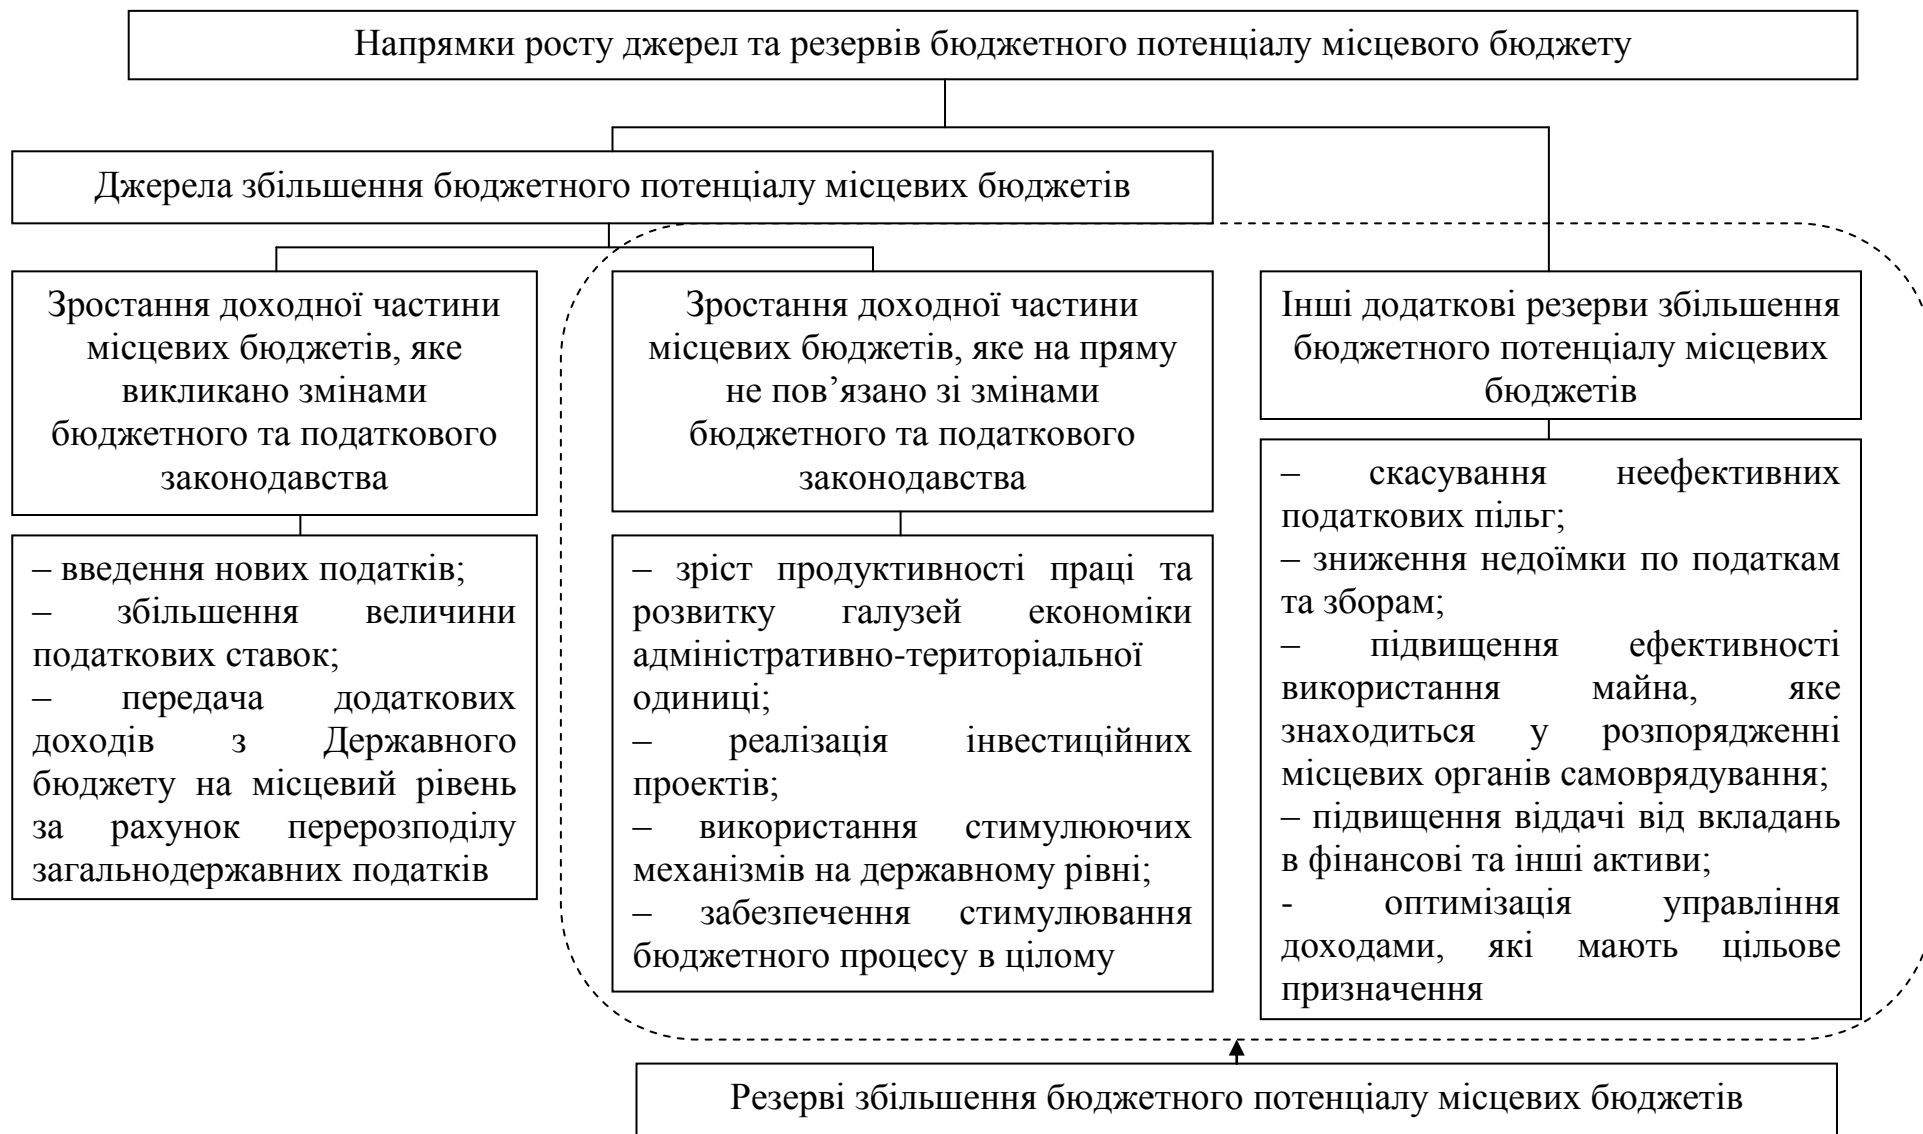 Напрямки росту джерел та резервів бюджетного потенціалу місцевого бюджету
Джерела збільшення бюджетного потенціалу місцевих бюджетів
Зростання доходної частини
місцевих бюджетів, яке
викликано змінами
бюджетного та податкового
законодавства
– введення нових податків;
– збільшення величини
податкових ставок;
– передача додаткових
доходів з Державного
бюджету на місцевий рівень
за рахунок перерозподілу
загальнодержавних податків
Зростання доходної частини
місцевих бюджетів, яке на пряму
не пов’язано зі змінами
бюджетного та податкового
законодавства
– зріст продуктивності праці та
розвитку галузей економіки
адміністративно-територіальної
одиниці;
– реалізація інвестиційних
проектів;
– використання стимулюючих
механізмів на державному рівні;
– забезпечення стимулювання
бюджетного процесу в цілому
Інші додаткові резерви збільшення
бюджетного потенціалу місцевих
бюджетів
– скасування неефективних
податкових пільг;
– зниження недоїмки по податкам
та зборам;
– підвищення ефективності
використання майна, яке
знаходиться у розпорядженні
місцевих органів самоврядування;
– підвищення віддачі від вкладань
в фінансові та інші активи;
- оптимізація управління
доходами, які мають цільове
призначення
Резерві збільшення бюджетного потенціалу місцевих бюджетів